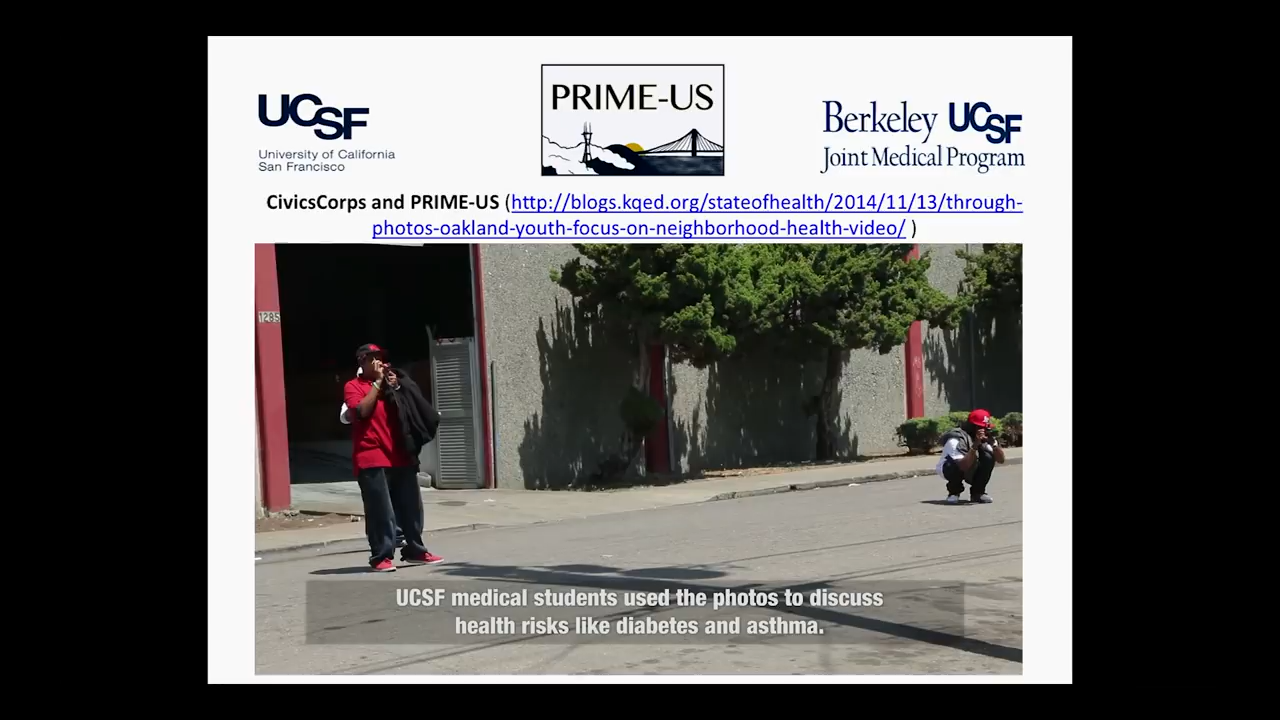 UCSF
University of California
San Francisco
PRIME-US
Berkeley UCSF
Joint Medical Program
CivicsCorps and PRIME-US (http://blogs.kqed.org/stateofhealth/2014/11/13/through-
photos-oakland-youth-focus-on-neighborhood-health-video/ )
1285
UCSF medical students used the photos to discuss
health risks like diabetes and asthma.